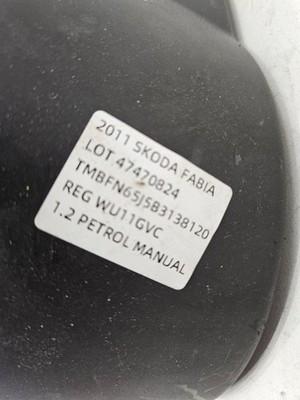 2011 SKODA FABIA
LOT 47470824
TMBFN65J5B3138120
REG WU11GVC
1.2 PETROL MANUAL